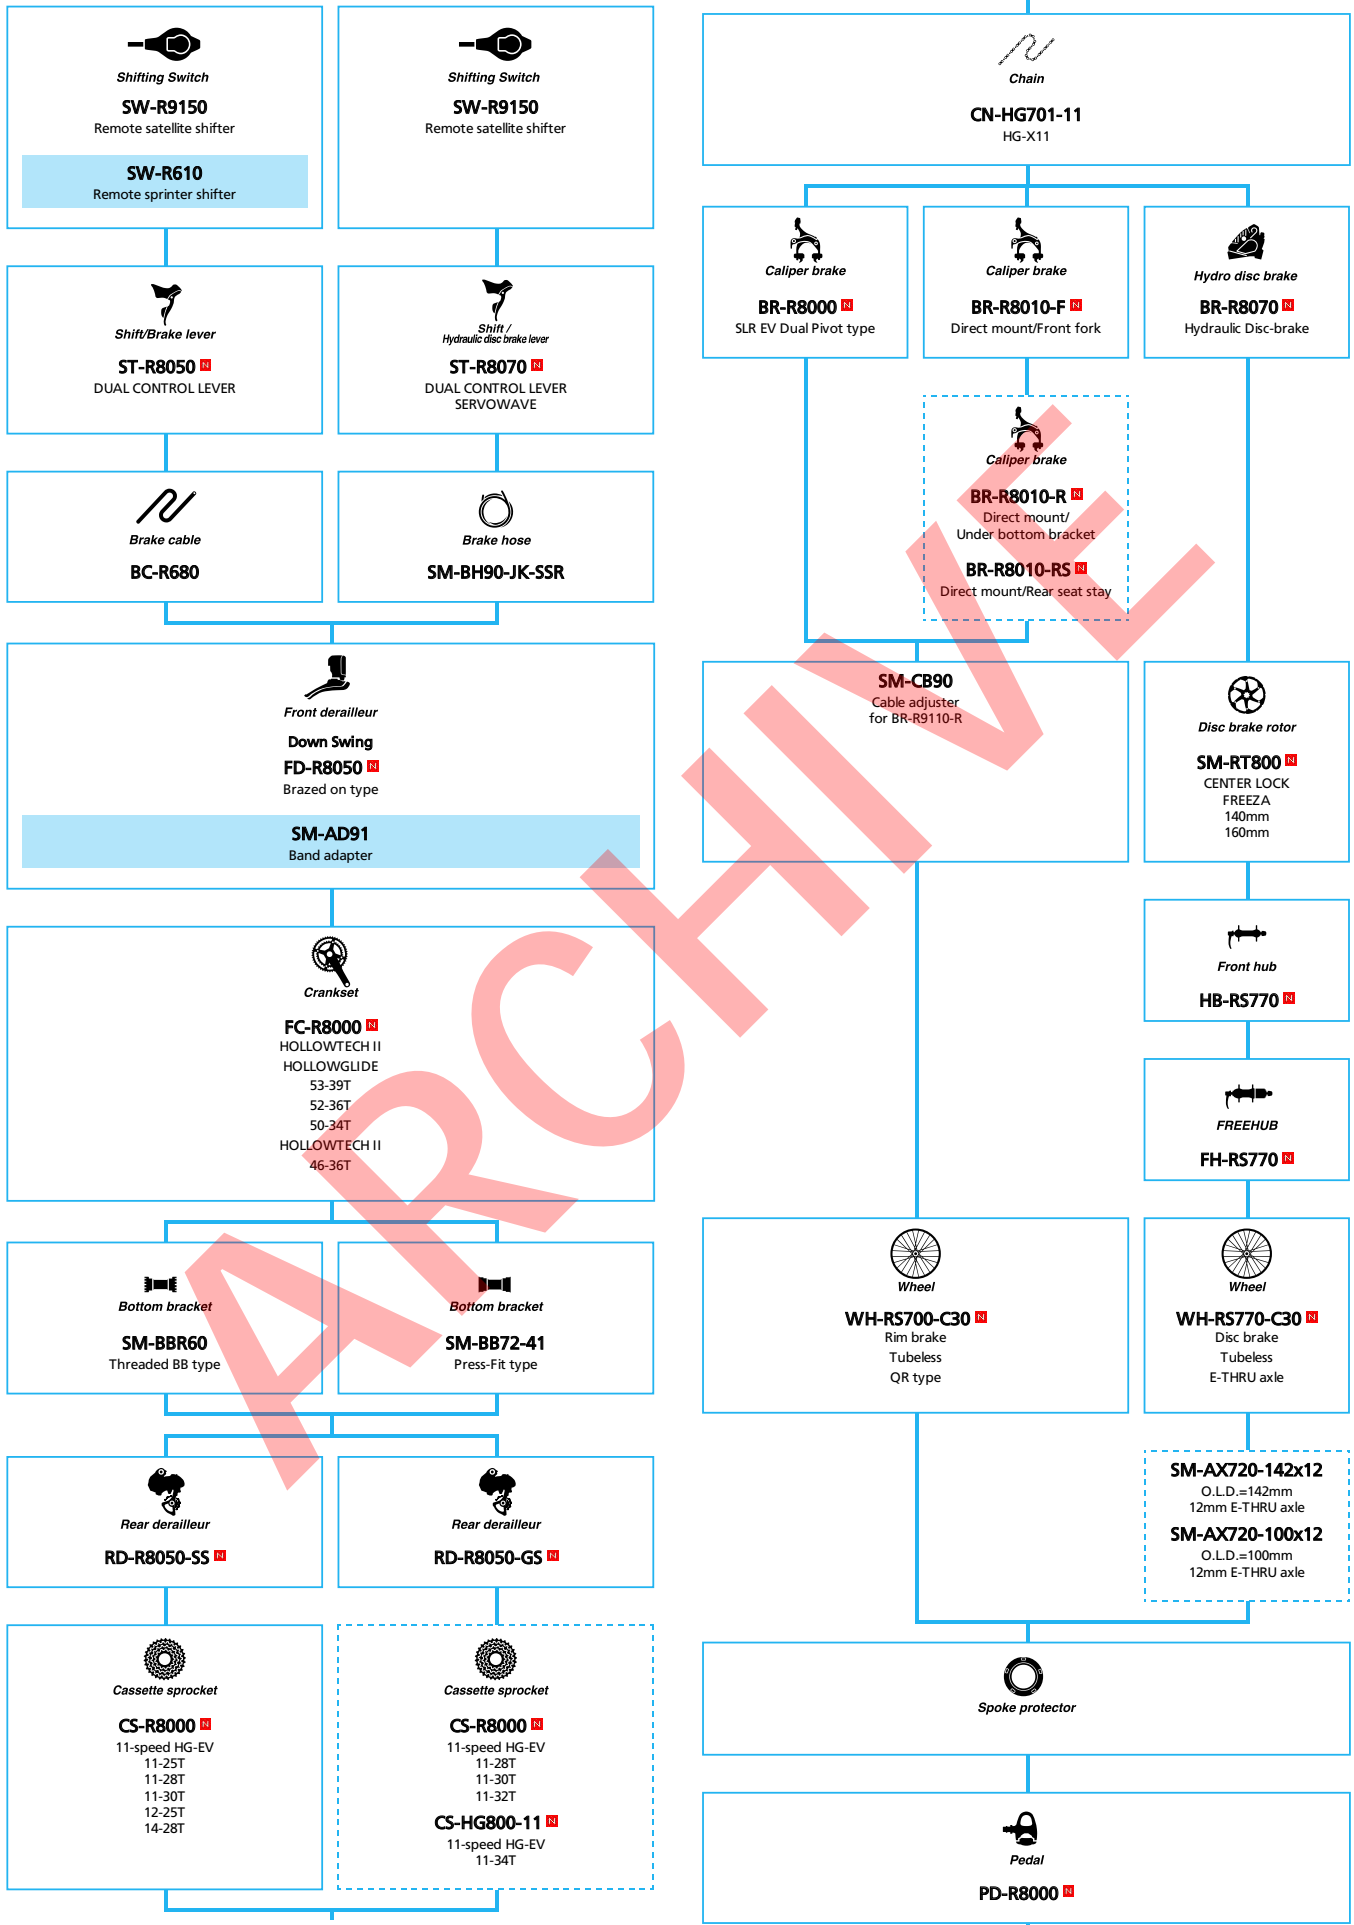 Shifting Switch
SW-R9150
Remote satellite shifter
SW-R610
Remote sprinter shifter
Shifting Switch
SW-R9150
Remote satellite shifter
Shift/Brake lever
ST-R8050 N
DUAL CONTROL LEVER
Shift /
Hydraulic disc brake lever
ST-R8070 N
DUAL CONTROL LEVER
SERVOWAVE
Brake cable
BC-R680
Brake hose
SM-BH90-JK-SSR
Front derailleur
Down Swing
FD-R8050 N
Brazed on type
SM-AD91
Band adapter
Crankset
FC-R8000 N
HOLLOWTECH II
HOLLOWGLIDE
53-39T
52-36T
50-34T
HOLLOWTECH II
46-36T
Bottom bracket
SM-BBR60
Threaded BB type
Bottom bracket
SM-BB72-41
Press-Fit type
Rear derailleur
RD-R8050-SS N
Rear derailleur
RD-R8050-GS N
Cassette sprocket
CS-R8000 N
11-speed HG-EV
11-25T
11-28T
11-30T
12-25T
14-28T
Cassette sprocket
CS-R8000 N
11-speed HG-EV
11-28T
11-30T
11-32T
CS-HG800-11 N
11-speed HG-EV
11-34T
Chain
CN-HG701-11
HG-X11
Caliper brake
BR-R8000 N
SLR EV Dual Pivot type
Caliper brake
BR-R8010-F N
Direct mount/Front fork
Hydro disc brake
BR-R8070 N
Hydraulic Disc-brake
Caliper brake
BR-R8010-R N
Direct mount/
Under bottom bracket
BR-R8010-RS N
Direct mount/Rear seat stay
SM-CB90
Cable adjuster
for BR-R9110-R
Disc brake rotor
SM-RT800 N
CENTER LOCK
FREEZA
140mm
160mm
Front hub
HB-RS770 N
FREEHUB
FH-RS770 N
Wheel
WH-RS700-C30 N
Rim brake
Tubeless
QR type
Wheel
WH-RS770-C30 N
Disc brake
Tubeless
E-THRU axle
SM-AX720-142x12
O.L.D.=142mm
12mm E-THRU axle
SM-AX720-100x12
O.L.D.=100mm
12mm E-THRU axle
Spoke protector
Pedal
PD-R8000 N
ARCHIVE